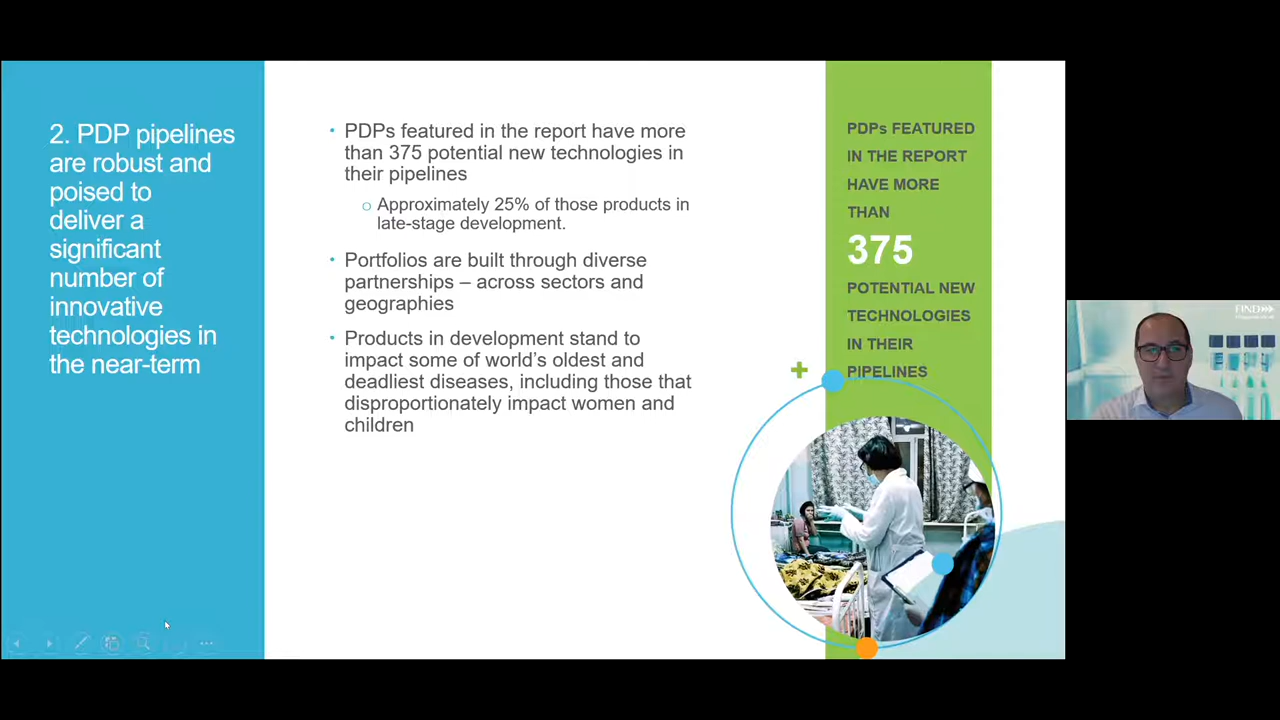 2. PDP pipelines
are robust and
poised to
deliver a
significant
number of
innovative
technologies in
the near-term
• PDPs featured in the report have more
than 375 potential new technologies in
their pipelines
o Approximately 25% of those products in
late-stage development.
• Portfolios are built through diverse
partnerships – across sectors and
geographies
• Products in development stand to
impact some of world's oldest and
deadliest diseases, including those that
disproportionately impact women and
children
PDPs FEATURED
IN THE REPORT
HAVE MORE
THAN
375
POTENTIAL NEW
TECHNOLOGIES
IN THEIR
PIPELINES
FIND